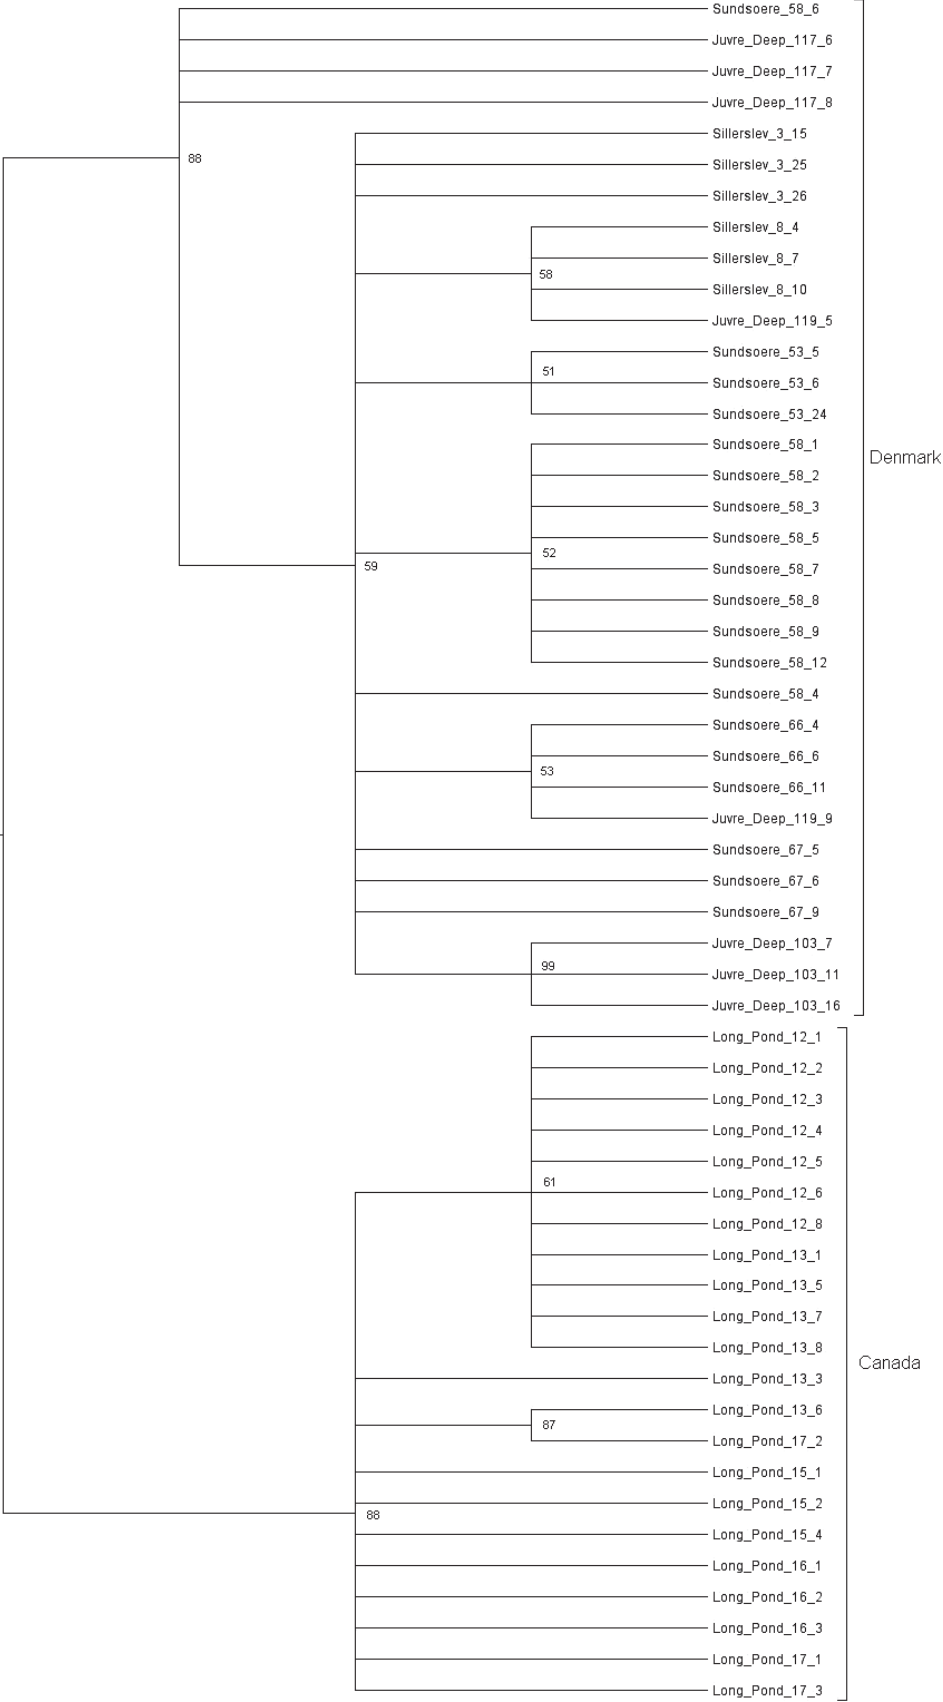 Sundsoere_58_6
Juvre_Deep_117_6
Juvre_Deep_117_7
Juvre_Deep_117_8
Sillerslev_3_15
88
Sillerslev_3_25
Sillerslev_3_26
Sillerslev_8_4
Sillerslev_8_7
58
Sillerslev_8_10
Juvre_Deep_119_5
Sundsoere_53_5
51
Sundsoere_53_6
Sundsoere_53_24
Sundsoere_58_1
Denmark
Sundsoere_58_2
Sundsoere_58_3
Sundsoere_58_5
52
59
Sundsoere_58_7
Sundsoere_58_8
Sundsoere_58_9
Sundsoere_58_12
Sundsoere_58_4
Sundsoere_66_4
Sundsoere_66_6
53
Sundsoere_66_11
Juvre_Deep_119_9
Sundsoere_67_5
Sundsoere_67_6
Sundsoere_67_9
Juvre_Deep_103_7
99
Juvre_Deep_103_11
Juvre_Deep_103_16
Long_Pond_12_1
Long_Pond_12_2
Long_Pond_12_3
Long_Pond_12_4
Long_Pond_12_5
61
Long_Pond_12_6
Long_Pond_12_8
Long_Pond_13_1
Long_Pond_13_5
Long_Pond_13_7
Long_Pond_13_8
Canada
Long_Pond_13_3
Long_Pond_13_6
87
Long_Pond_17_2
Long_Pond_15_1
Long_Pond_15_2
88
Long_Pond_15_4
Long_Pond_16_1
Long_Pond_16_2
Long_Pond_16_3
Long_Pond_17_1
Long_Pond_17_3